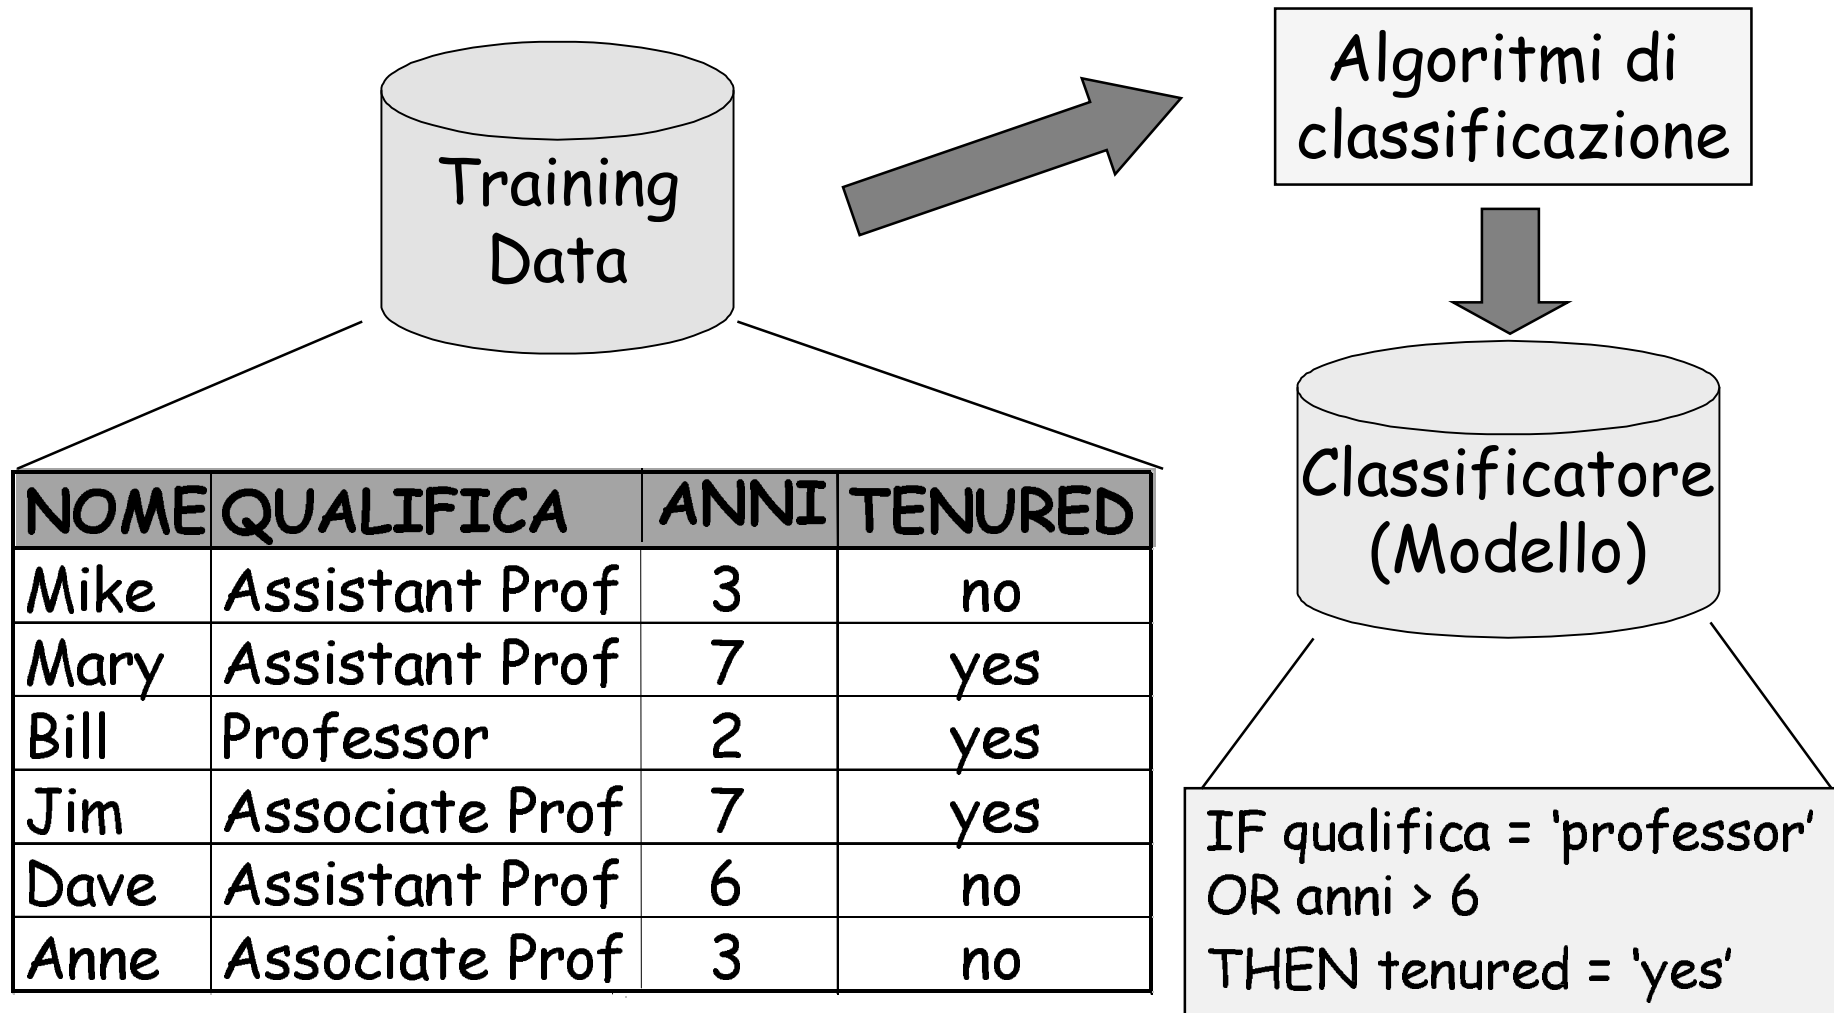 Training
Data
Algoritmi di
classificazione
Classificatore
(Modello)
NOME QUALIFICA ANNI TENURED
Mike Assistant Prof 3 no
Mary Assistant Prof 7 yes
Bill Professor 2 yes
Jim Associate Prof 7 yes
Dave Assistant Prof 6 no
Anne Associate Prof 3 no
IF qualifica = ‘professor’
OR anni > 6
THEN tenured = ‘yes’